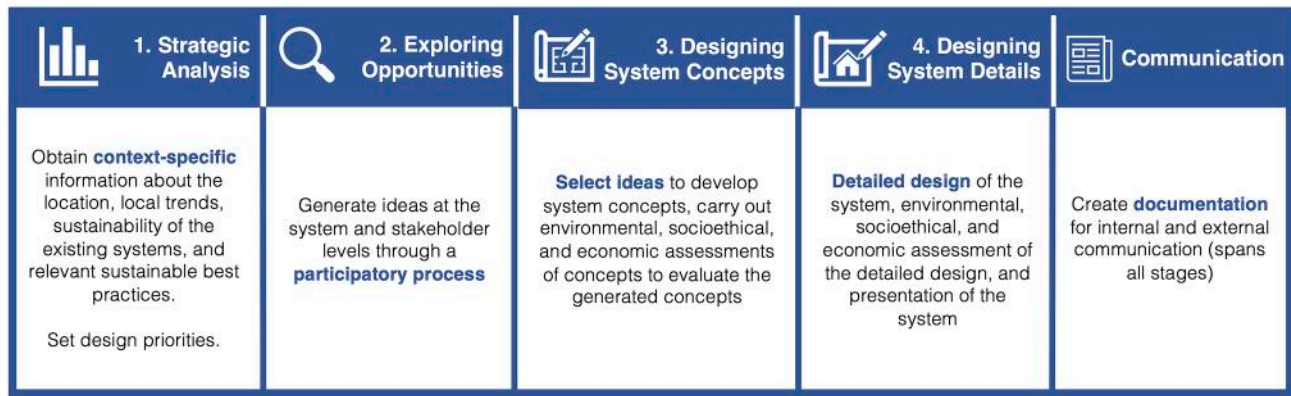 1. Strategic
Analysis
Obtain context-specific
information about the
location, local trends,
sustainability of the
existing systems, and
relevant sustainable best
practices.
Set design priorities.
2. Exploring
Opportunities
Generate ideas at the
system and stakeholder
levels through a
participatory process
3. Designing
System Concepts
Select ideas to develop
system concepts, carry out
environmental, socioethical,
and economic assessments
of concepts to evaluate the
generated concepts
4. Designing
System Details
Detailed design of the
system, environmental,
socioethical, and
economic assessment of
the detailed design, and
presentation of the
system
Communication
Create documentation
for internal and external
communication (spans
all stages)